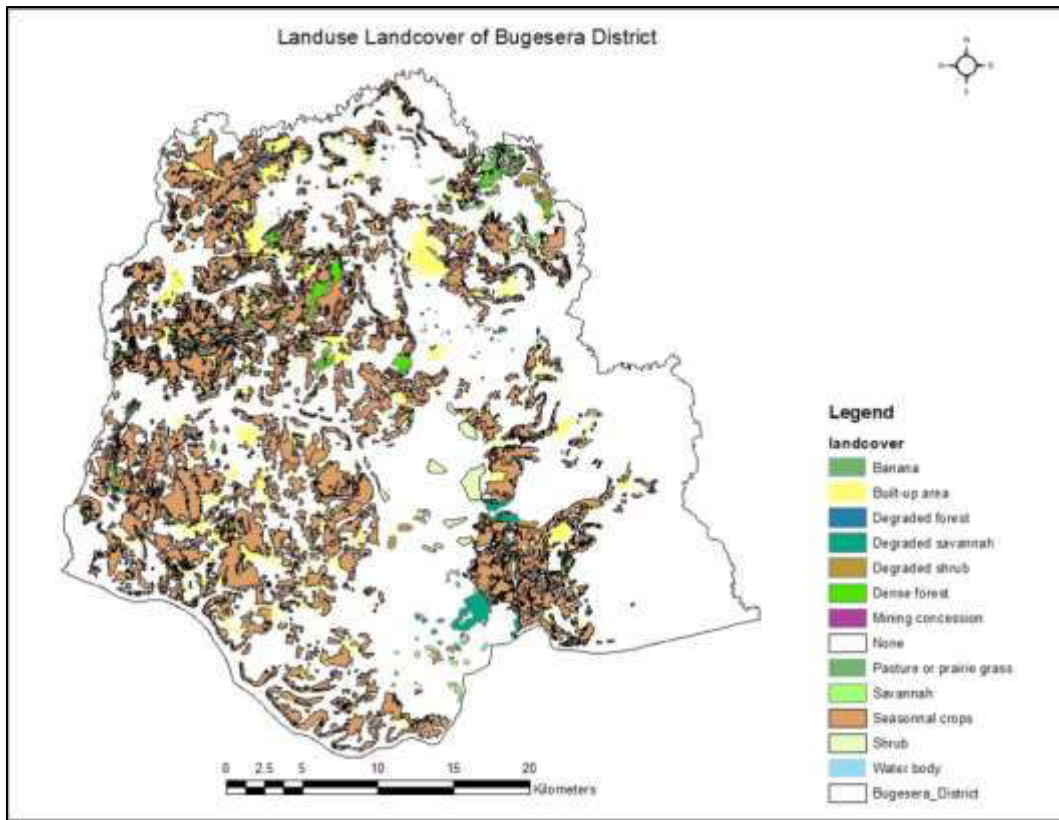 Landuse Landcover of Bugesera District
N
S
Legend
landcover
Banana
Built-up area
Degraded forest
Degraded savannah
Degraded shrub
Dense forest
Mining concession
None
Pasture or prairie grass
Savannah
Seasonnal crops
Shrub
Water body
Bugesera_District
0 2.5 5 10 15 20
Kilometers